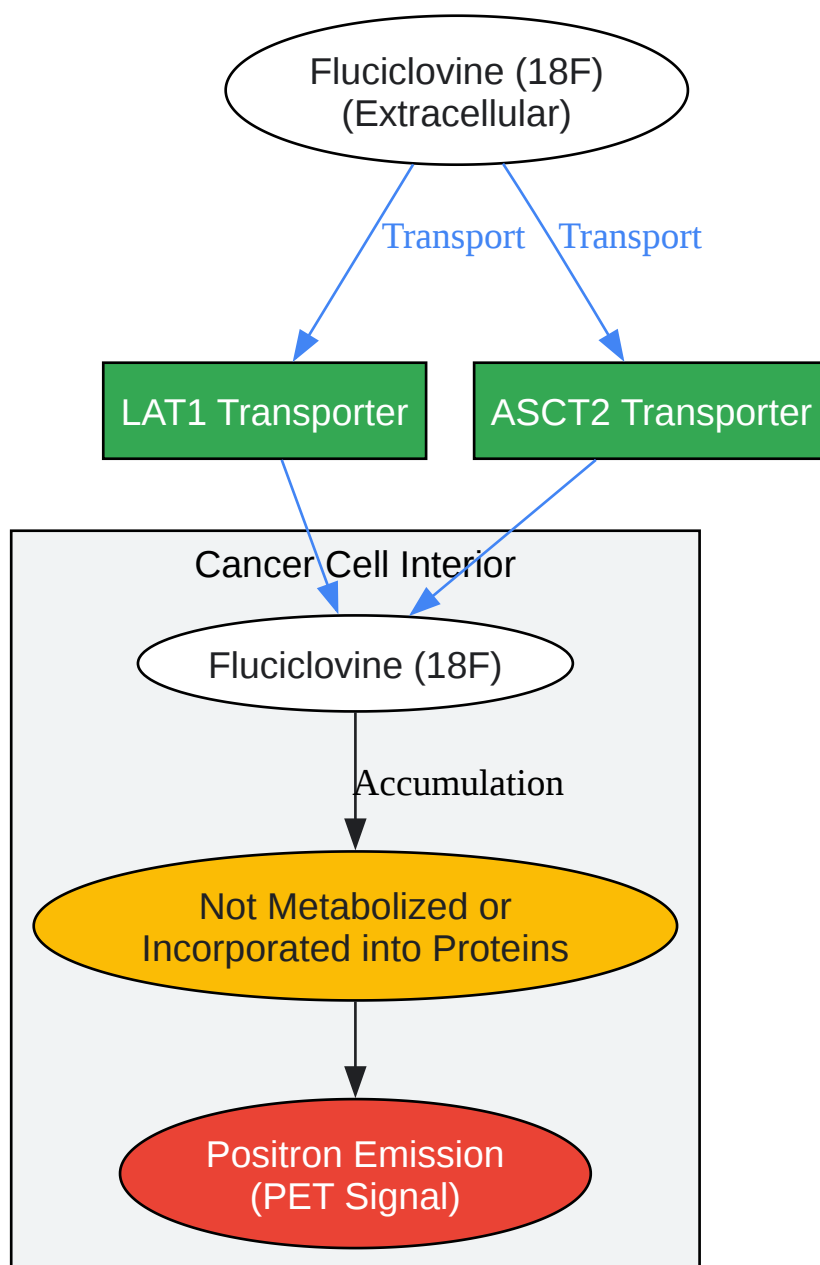 Fluciclovine (18F)
(Extracellular)
Transport
Transport
LAT1 Transporter
ASCT2 Transporter
Cancer Cell Interior
Fluciclovine (18F)
Accumulation
Not Metabolized or
Incorporated into Proteins
Positron Emission
(PET Signal)